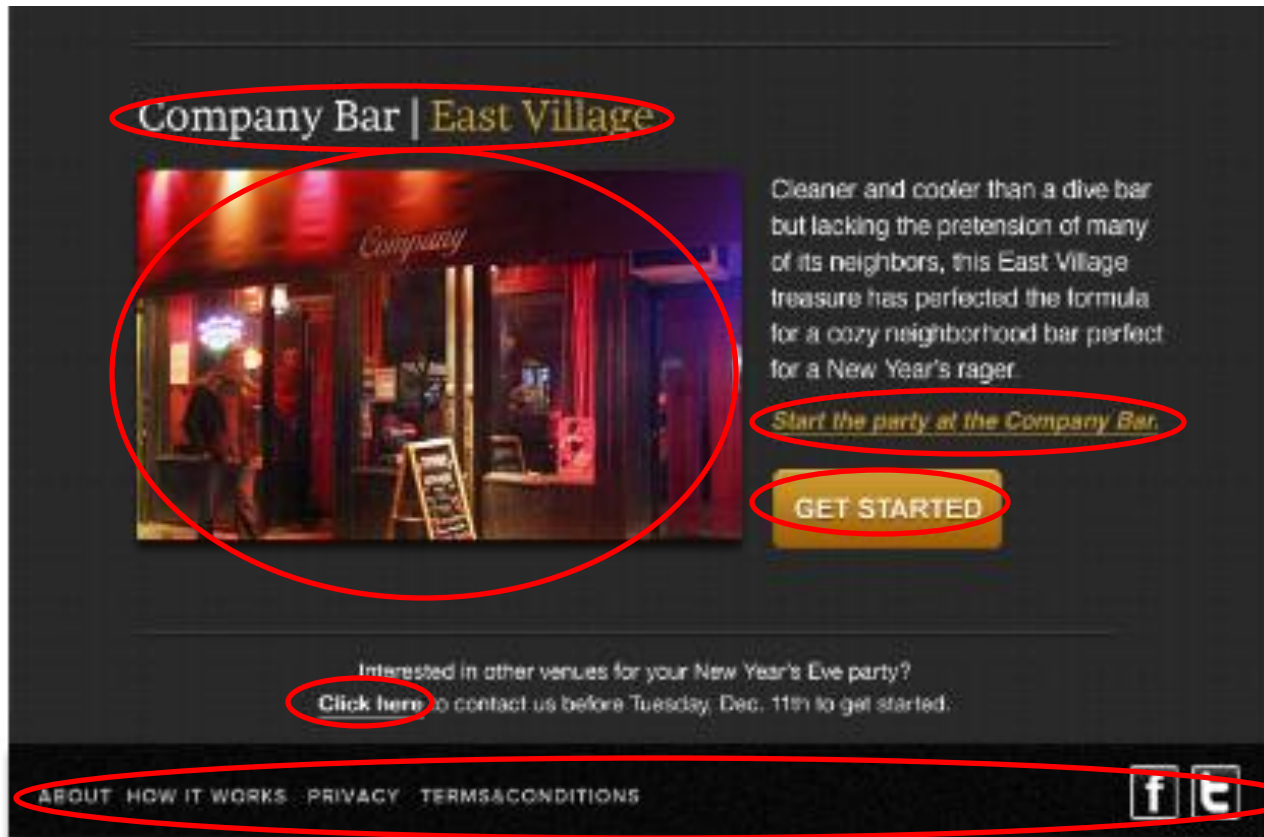 Company Bar | East Village
Company
Cleaner and cooler than a dive bar
but lacking the pretension of many
of its neighbors, this East Village
treasure has perfected the formula
for a cozy neighborhood bar perfect
for a New Year's rager.
Start the party at the Company Bar.
GET STARTED
Interested in other venues for your New Year's Eve party?
Click here to contact us before Tuesday, Dec. 11th to get started.
ABOUT HOW IT WORKS PRIVACY TERMS&CONDITIONS f t